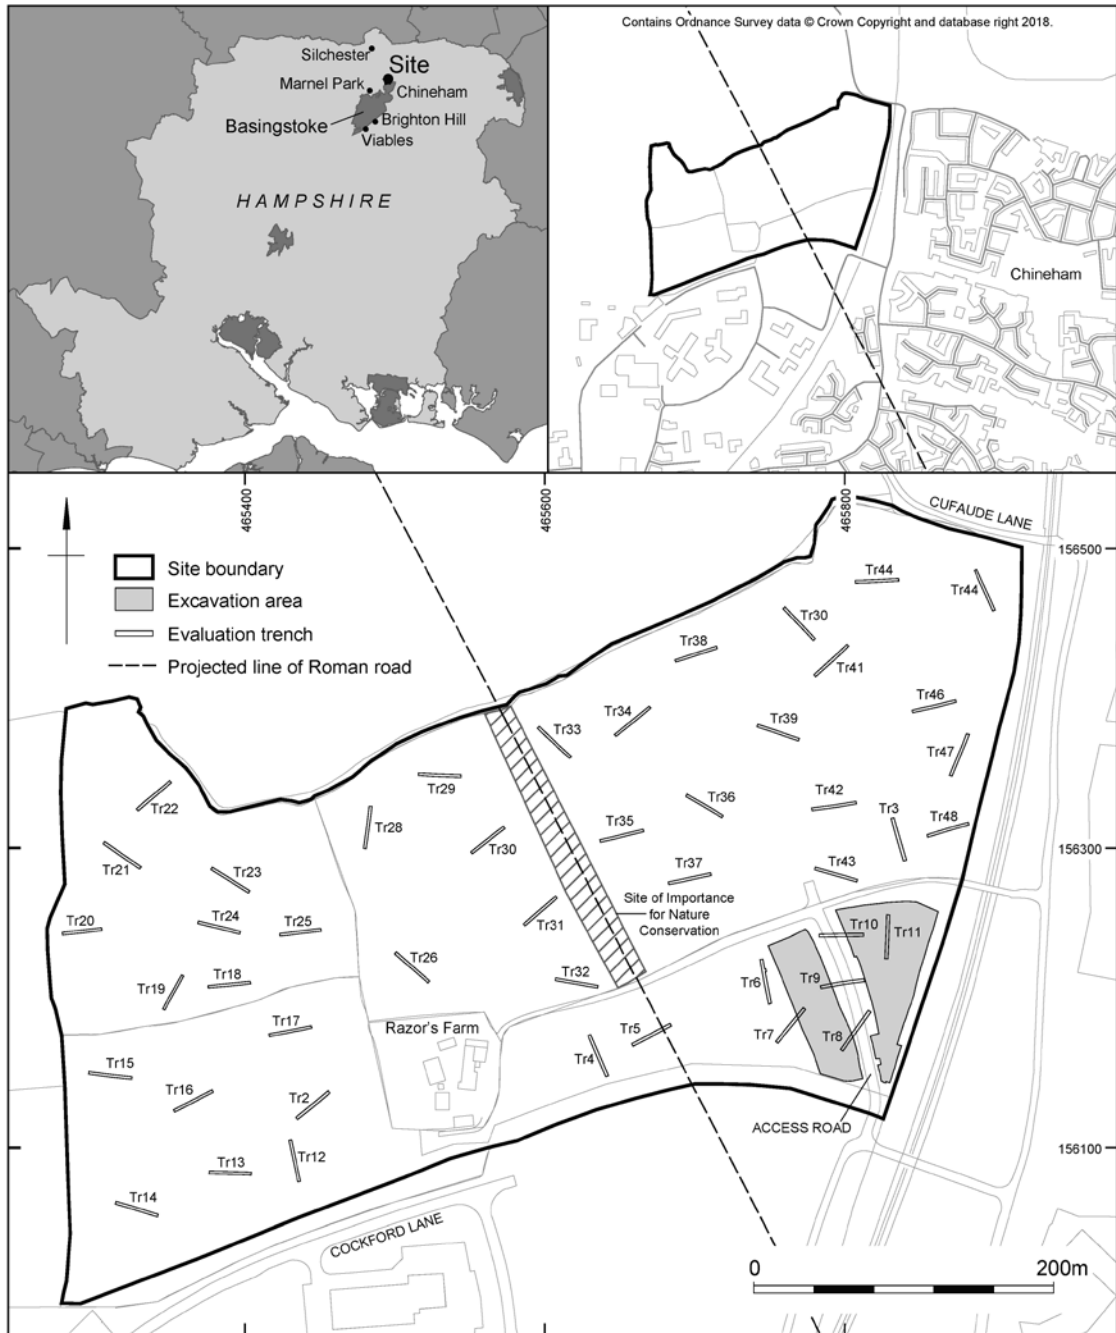 Contains Ordnance Survey data © Crown Copyright and database right 2018.
Silchester
Site
Marnel Park
Chineham
Basingstoke
Brighton Hill
Viables
HAMPSHIRE
Chineham
465400
465600
465800
CUFAUDE LANE
156500
Site boundary
Excavation area
Evaluation trench
Projected line of Roman road
Tr44
Tr44
Tr30
Tr38
Tr41
Tr46
Tr34
Tr33
Tr39
Tr47
Tr29
Tr22
Tr36
Tr42
Tr3
Tr28
Tr35
Tr48
Tr30
156300
Tr21
Tr23
Tr37
Tr43
Site of Importance
for Nature
Conservation
Tr20
Tr24
Tr25
Tr31
Tr10
Tr11
Tr26
Tr19
Tr18
Tr32
Tr6
Tr9
Tr17
Razor's Farm
Tr5
Tr7
Tr8
Tr4
Tr15
Tr16
Tr2
ACCESS ROAD
156100
Tr13
Tr12
Tr14
COCKFORD LANE
0
200m